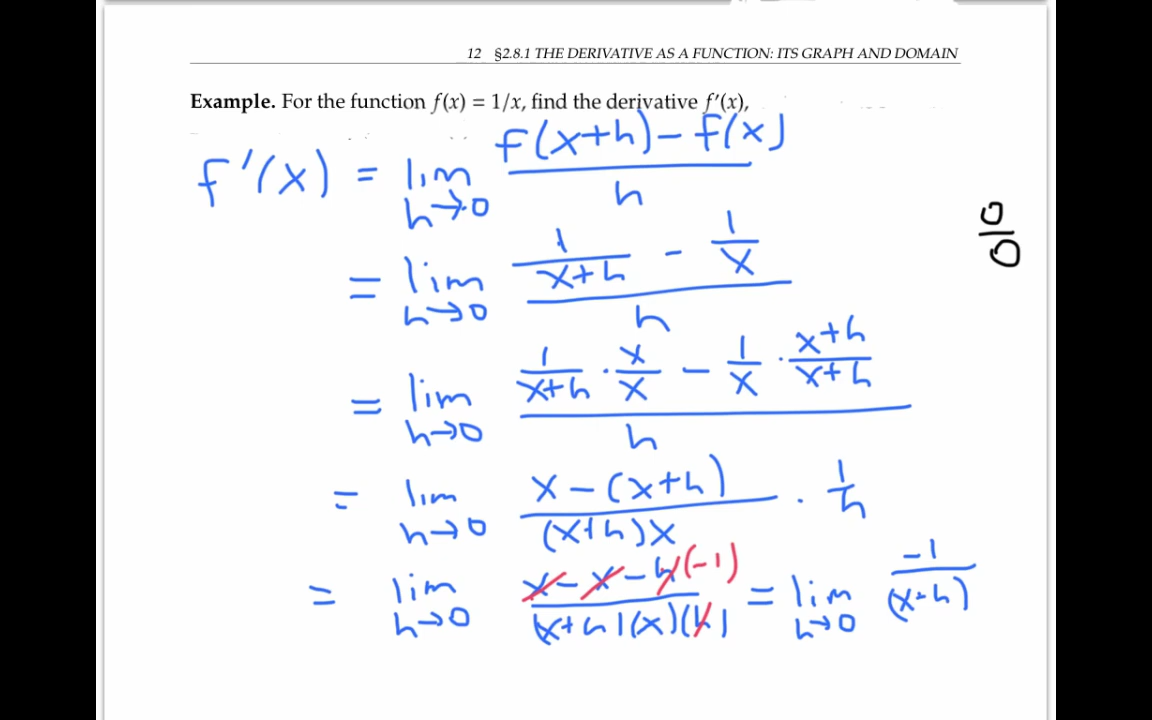 12 §2.8.1 THE DERIVATIVE AS A FUNCTION: ITS GRAPH AND DOMAIN
Example. For the function f(x) = 1/x, find the derivative f′(x),
f'(x) = lim h→0 (f(x+h) − f(x)) / h
0/0
= lim h→0 (1/(x+h) − 1/x) / h
= lim h→0 (1/(x+h) · x/x − 1/x · (x+h)/(x+h)) / h
= lim h→0 (x − (x+h)) / ((x+h)x) · 1/h
= lim h→0 (x − x − h(−1)) / ((x+h)(x)(h)) = lim h→0 −1/(x+h)